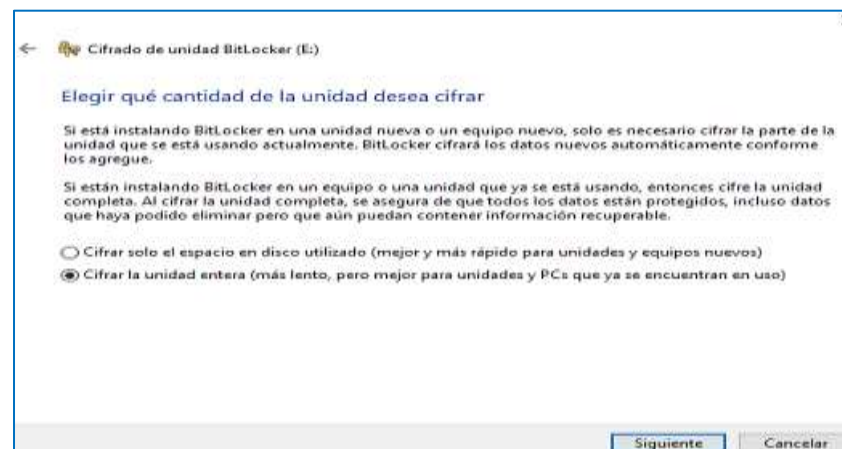 Cifrado de unidad BitLocker (E:)
Elegir qué cantidad de la unidad desea cifrar
Si está instalando BitLocker en una unidad nueva o un equipo nuevo, solo es necesario cifrar la parte de la
unidad que se está usando actualmente. BitLocker cifrará los datos nuevos automáticamente conforme
los agregue.
Si están instalando BitLocker en un equipo o una unidad que ya se está usando, entonces cifre la unidad
completa. Al cifrar la unidad completa, se asegura de que todos los datos están protegidos, incluso datos
que haya podido eliminar pero que aún puedan contener información recuperable.
Cifrar solo el espacio en disco utilizado (mejor y más rápido para unidades y equipos nuevos)
Cifrar la unidad entera (más lento, pero mejor para unidades y PCs que ya se encuentran en uso)
Siguiente Cancelar